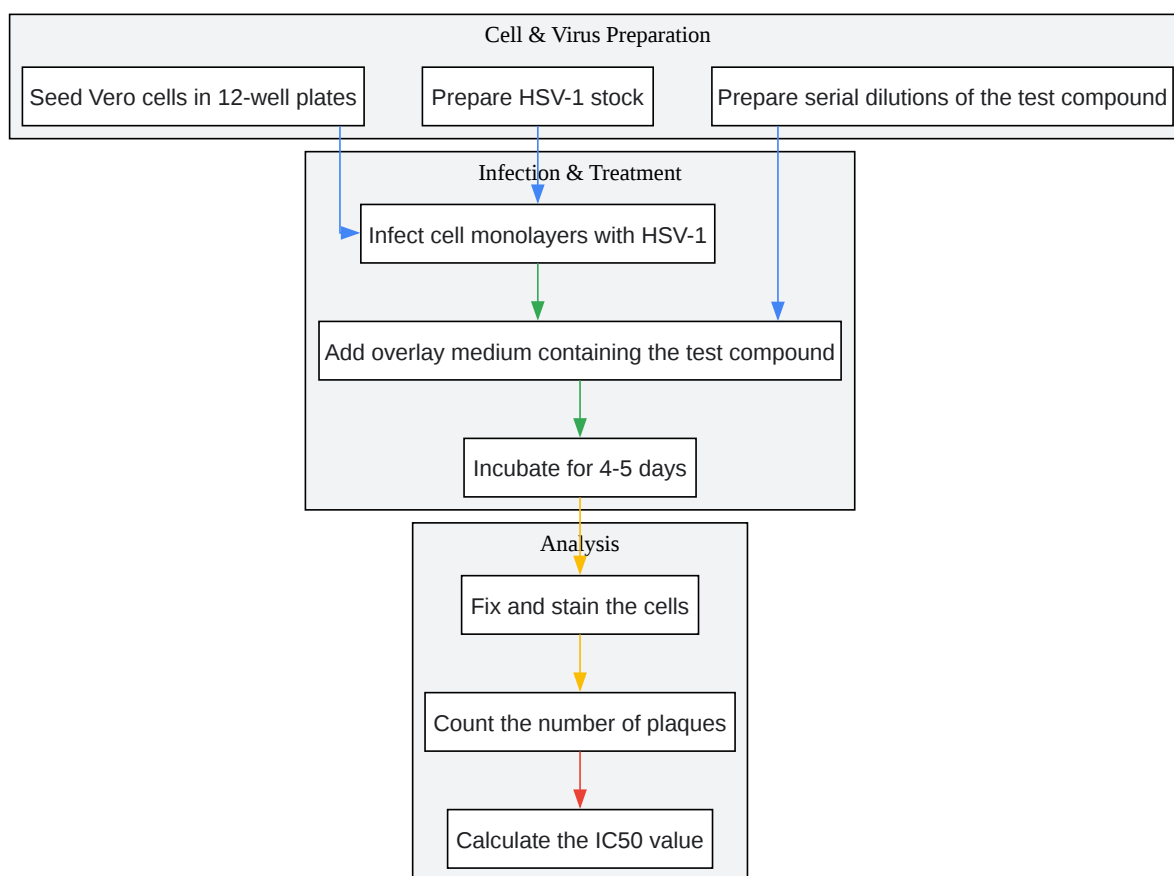 Cell & Virus Preparation
Seed Vero cells in 12-well plates
Prepare HSV-1 stock
Prepare serial dilutions of the test compound
Infection & Treatment
Infect cell monolayers with HSV-1
Add overlay medium containing the test compound
Incubate for 4-5 days
Analysis
Fix and stain the cells
Count the number of plaques
Calculate the IC50 value